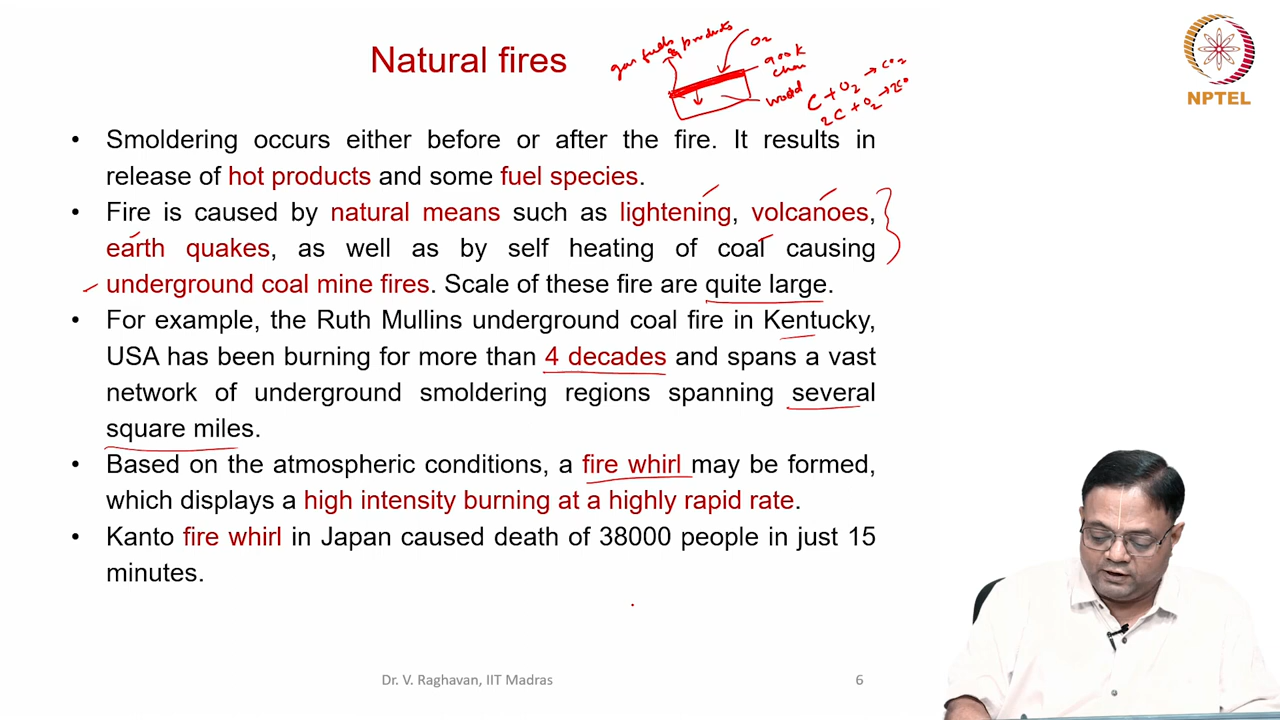 Natural fires
gas fuels & products
O2
900 K
char
wood
C + O2 → CO2
2C + O2 → 2CO
NPTEL
• Smoldering occurs either before or after the fire. It results in
release of hot products and some fuel species.
• Fire is caused by natural means such as lightening, volcanoes,
earth quakes, as well as by self heating of coal causing
underground coal mine fires. Scale of these fire are quite large.
• For example, the Ruth Mullins underground coal fire in Kentucky,
USA has been burning for more than 4 decades and spans a vast
network of underground smoldering regions spanning several
square miles.
• Based on the atmospheric conditions, a fire whirl may be formed,
which displays a high intensity burning at a highly rapid rate.
• Kanto fire whirl in Japan caused death of 38000 people in just 15
minutes.
Dr. V. Raghavan, IIT Madras
6